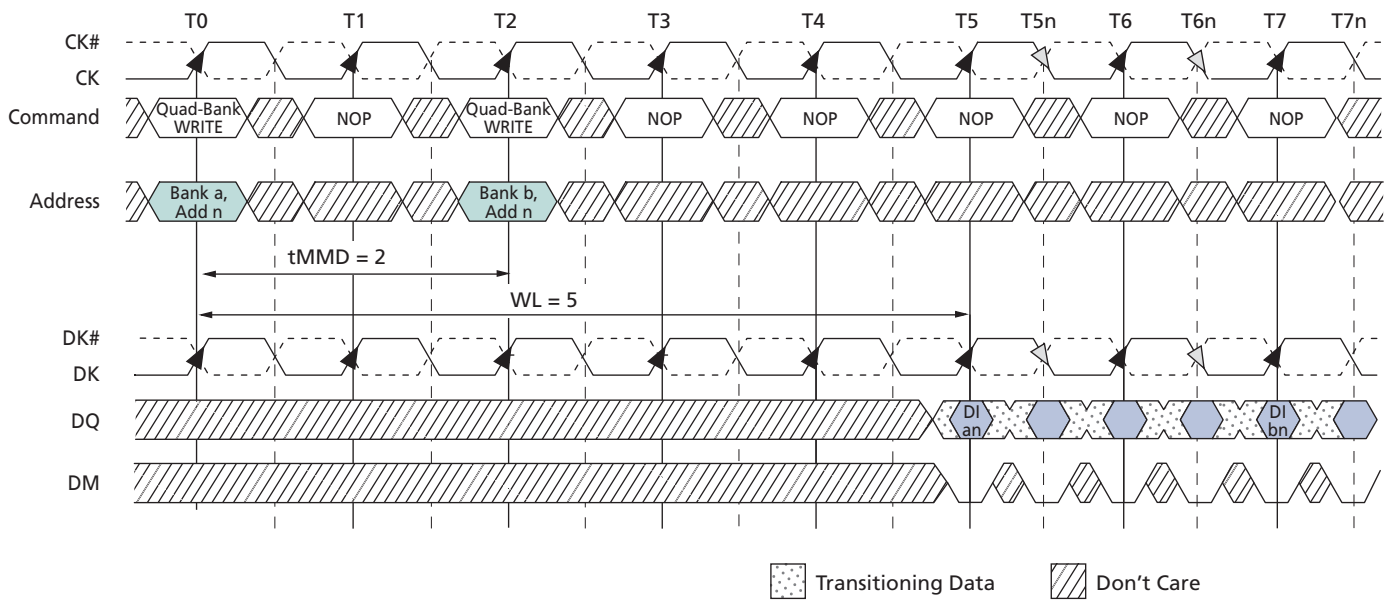 T0 T1 T2 T3 T4 T5 T5n T6 T6n T7 T7n
CK#
CK
Command
Quad-Bank
WRITE
NOP
Quad-Bank
WRITE
NOP
NOP
NOP
NOP
NOP
Address
Bank a,
Add n
Bank b,
Add n
tMMD = 2
WL = 5
DK#
DK
DQ
DI
an
DI
bn
DM
Transitioning Data
Don't Care